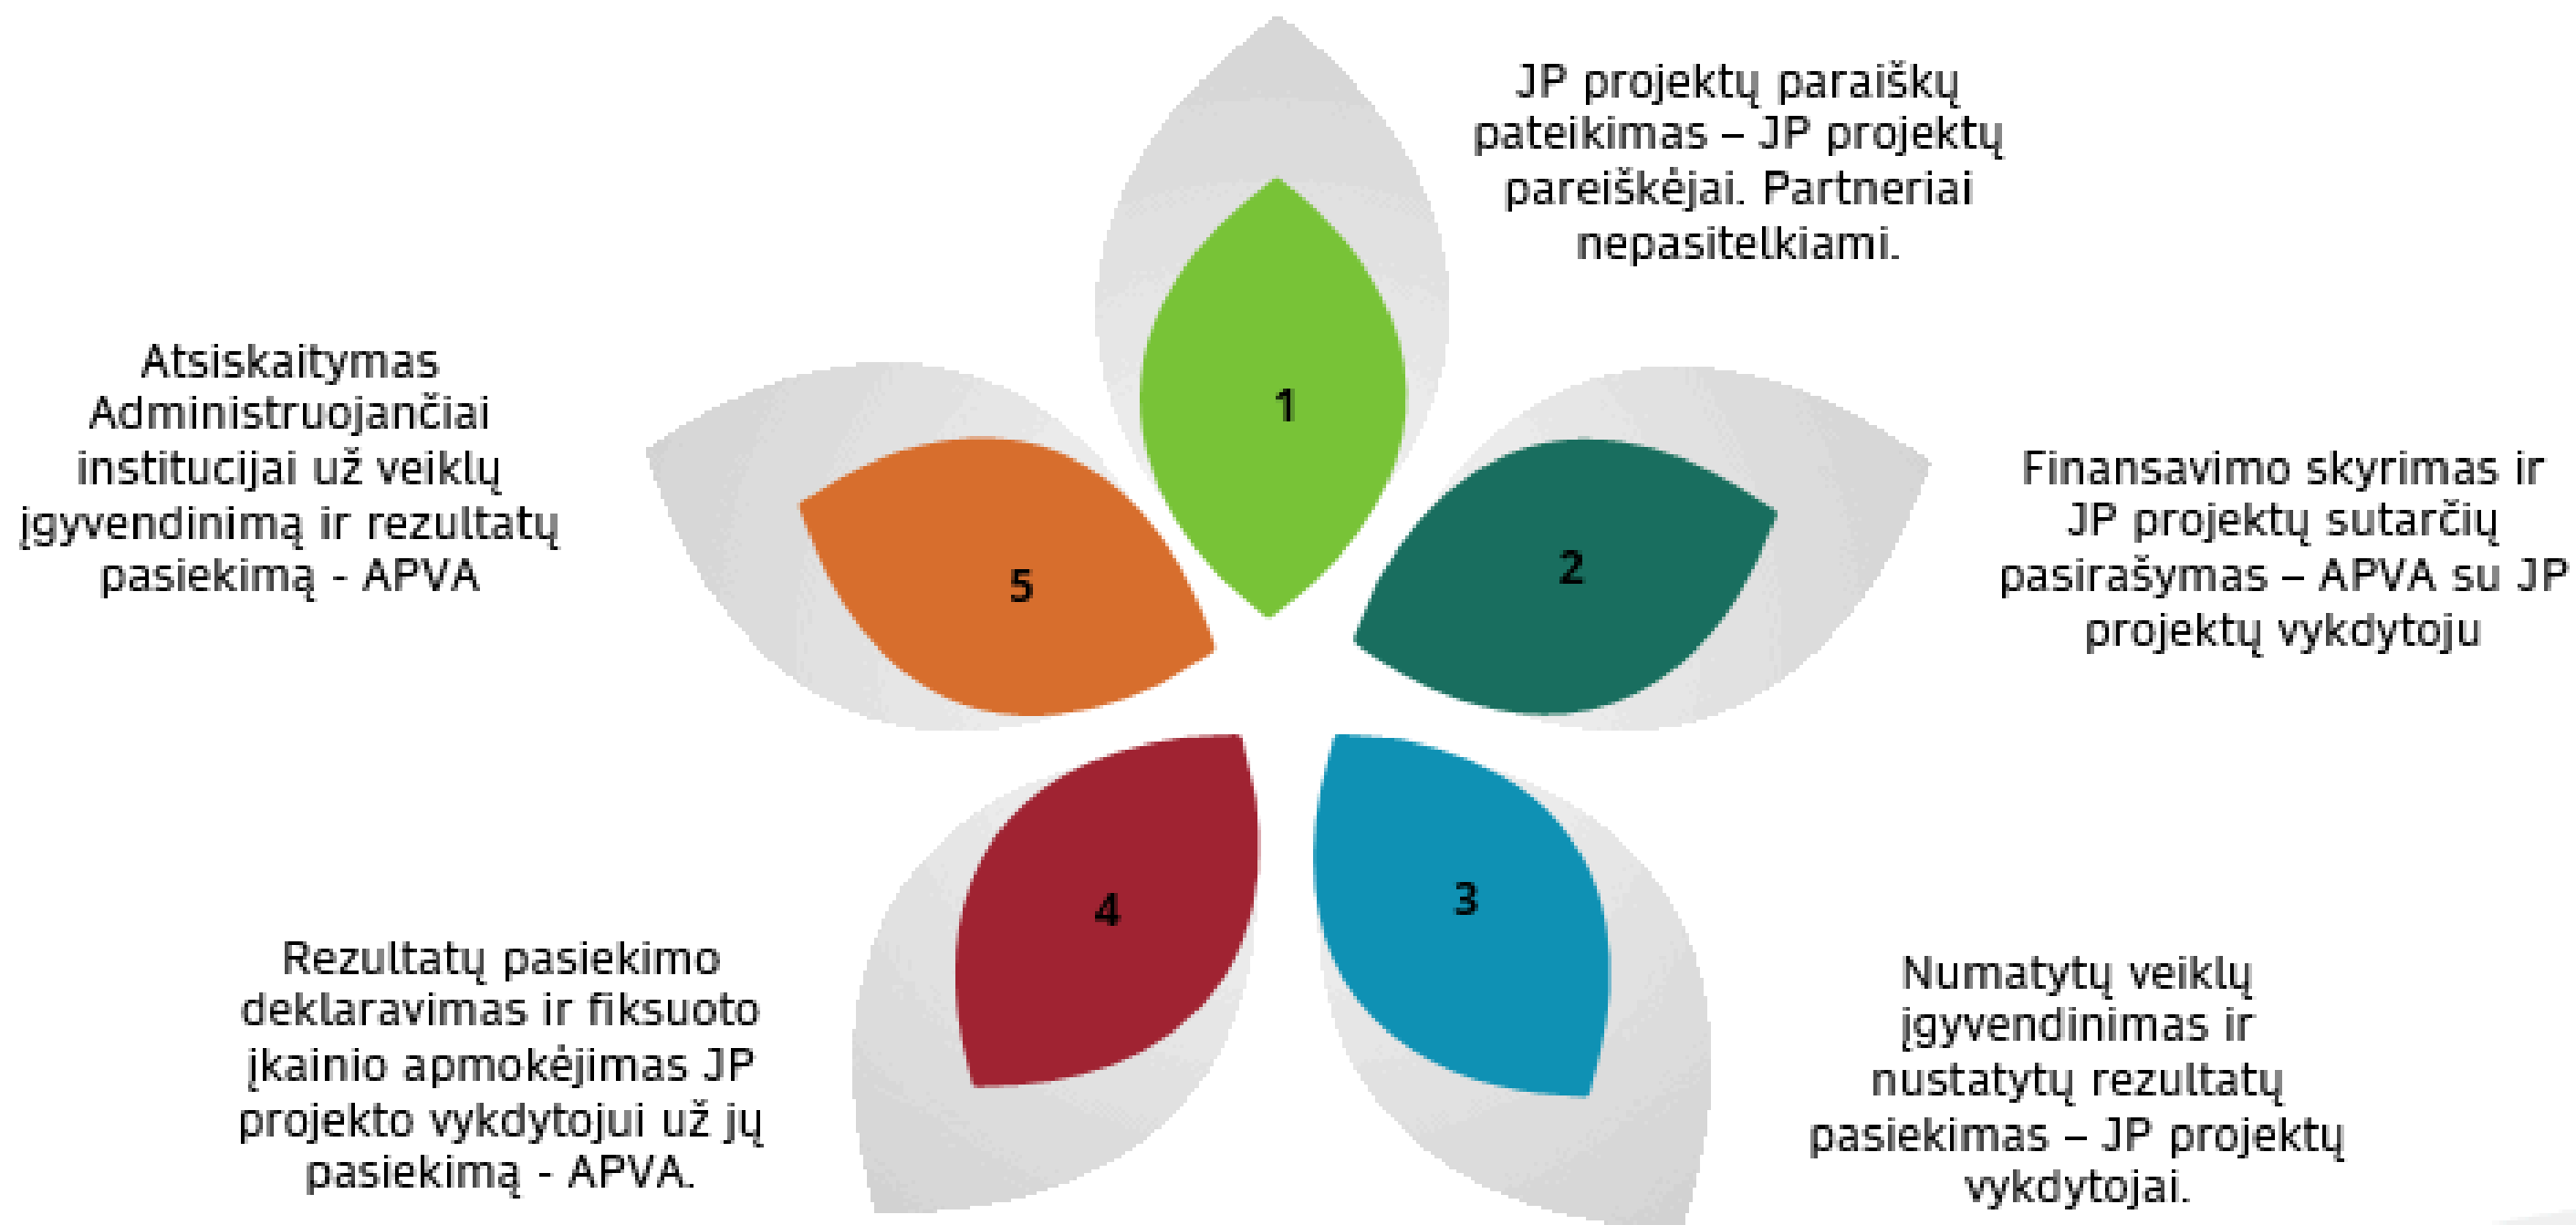 JP projektų paraiškų
pateikimas – JP projektų
pareiškėjai. Partneriai
nepasitelkiami.
1
Finansavimo skyrimas ir
JP projektų sutarčių
pasirašymas – APVA su JP
projektų vykdytoju
2
Numatytų veiklų
įgyvendinimas ir
nustatytų rezultatų
pasiekimas – JP projektų
vykdytojai.
3
Rezultatų pasiekimo
deklaravimas ir fiksuoto
įkainio apmokėjimas JP
projekto vykdytojui už jų
pasiekimą - APVA.
4
Atsiskaitymas
Administruojančiai
institucijai už veiklų
įgyvendinimą ir rezultatų
pasiekimą - APVA
5